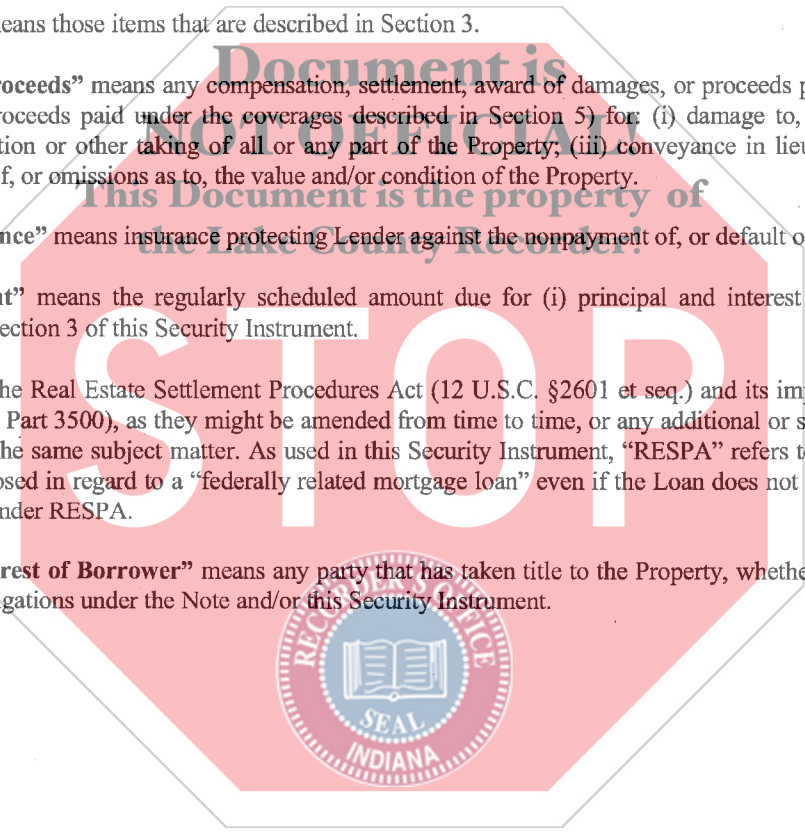 eans those items that are described in Section 3.
Document is
roceeds” means any compensation, settlement, award of damages, or proceeds p
roceeds paid under the coverages described in Section 5) for: (i) damage to,
NOT OFFICIAL!
tion or other taking of all or any part of the Property; (iii) conveyance in lieu
f, or omissions as to, the value and/or condition of the Property.
This Document is the property of
nce” means insurance protecting Lender against the nonpayment of, or default o
the Lake County Recorder!
nt” means the regularly scheduled amount due for (i) principal and interest
ection 3 of this Security Instrument.
STOP
he Real Estate Settlement Procedures Act (12 U.S.C. §2601 et seq.) and its imp
Part 3500), as they might be amended from time to time, or any additional or s
he same subject matter. As used in this Security Instrument, “RESPA” refers t
osed in regard to a “federally related mortgage loan” even if the Loan does not
nder RESPA.
rest of Borrower” means any party that has taken title to the Property, whethe
gations under the Note and/or this Security Instrument.
RECORDER'S OFFICE
SEAL
INDIANA